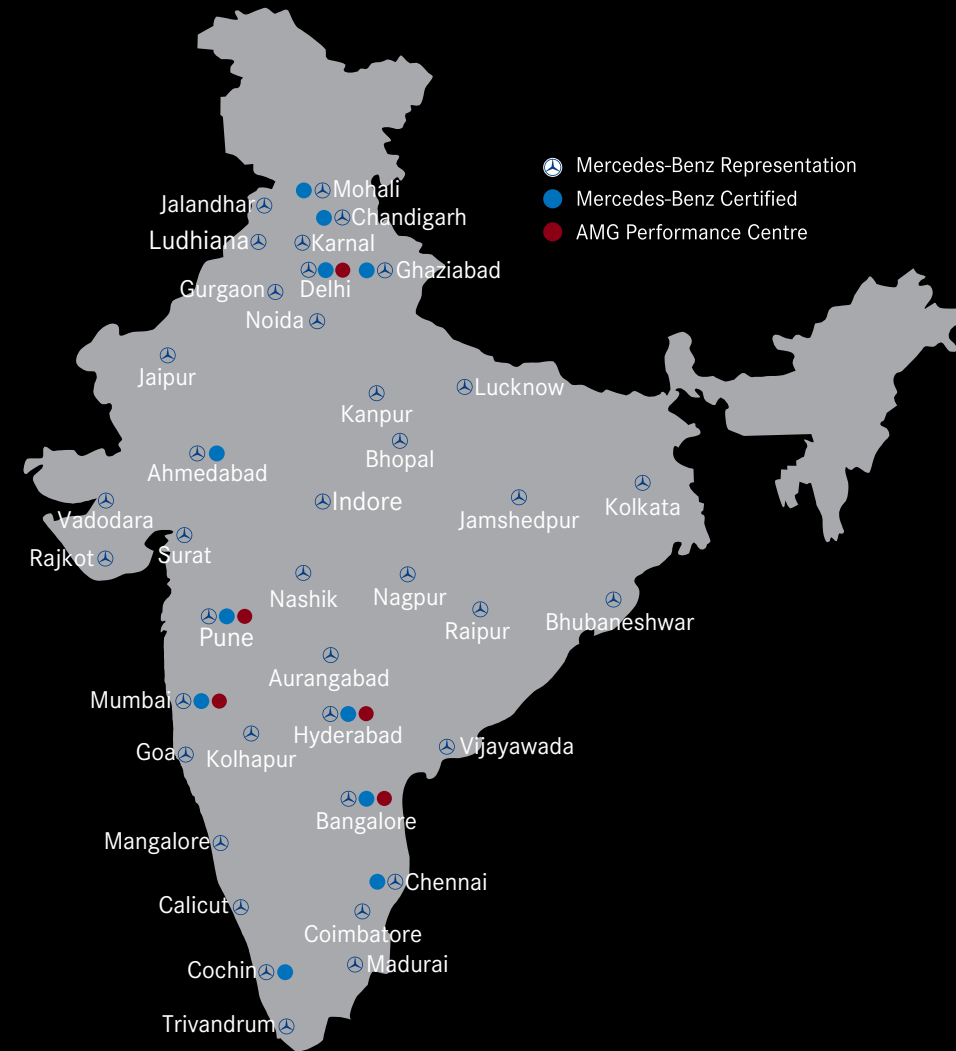 Mercedes-Benz Representation
Mercedes-Benz Certified
AMG Performance Centre
Mohali
Jalandhar
Chandigarh
Ludhiana
Karnal
Ghaziabad
Gurgaon
Delhi
Noida
Jaipur
Lucknow
Kanpur
Bhopal
Ahmedabad
Indore
Kolkata
Vadodara
Jamshedpur
Rajkot
Surat
Nashik
Nagpur
Bhubaneshwar
Raipur
Pune
Aurangabad
Mumbai
Hyderabad
Vijayawada
Goa
Kolhapur
Bangalore
Mangalore
Chennai
Calicut
Coimbatore
Madurai
Cochin
Trivandrum